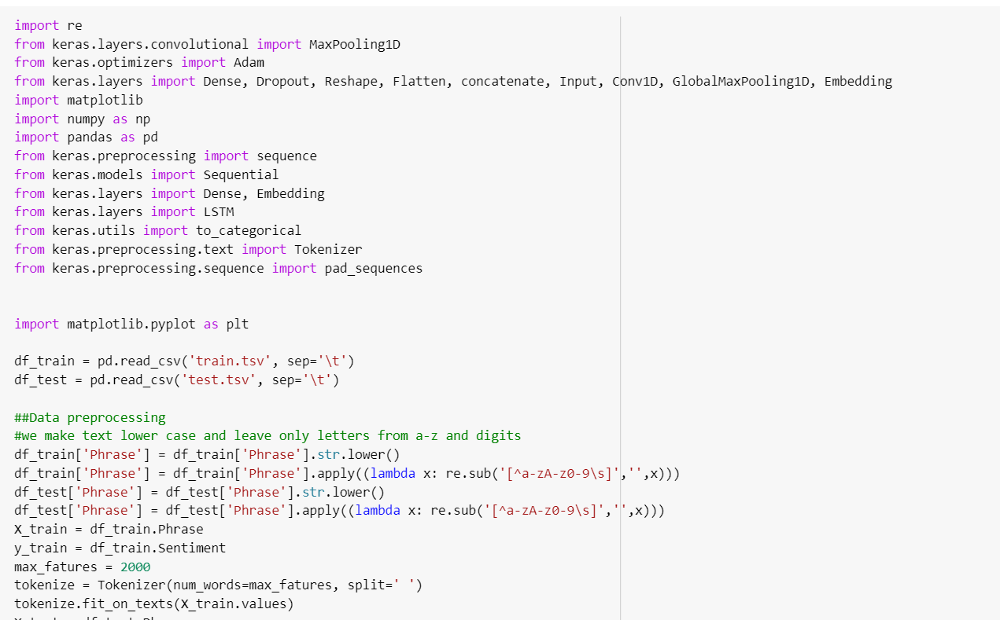 import re
from keras.layers.convolutional import MaxPooling1D
from keras.optimizers import Adam
from keras.layers import Dense, Dropout, Reshape, Flatten, concatenate, Input, Conv1D, GlobalMaxPooling1D, Embedding
import matplotlib
import numpy as np
import pandas as pd
from keras.preprocessing import sequence
from keras.models import Sequential
from keras.layers import Dense, Embedding
from keras.layers import LSTM
from keras.utils import to_categorical
from keras.preprocessing.text import Tokenizer
from keras.preprocessing.sequence import pad_sequences
import matplotlib.pyplot as plt
df_train = pd.read_csv('train.tsv', sep='\t')
df_test = pd.read_csv('test.tsv', sep='\t')
##Data preprocessing
#we make text lower case and leave only letters from a-z and digits
df_train['Phrase'] = df_train['Phrase'].str.lower()
df_train['Phrase'] = df_train['Phrase'].apply((lambda x: re.sub('[^a-zA-z0-9\s]','',x)))
df_test['Phrase'] = df_test['Phrase'].str.lower()
df_test['Phrase'] = df_test['Phrase'].apply((lambda x: re.sub('[^a-zA-z0-9\s]','',x)))
X_train = df_train.Phrase
y_train = df_train.Sentiment
max_fatures = 2000
tokenize = Tokenizer(num_words=max_fatures, split=' ')
tokenize.fit_on_texts(X_train.values)